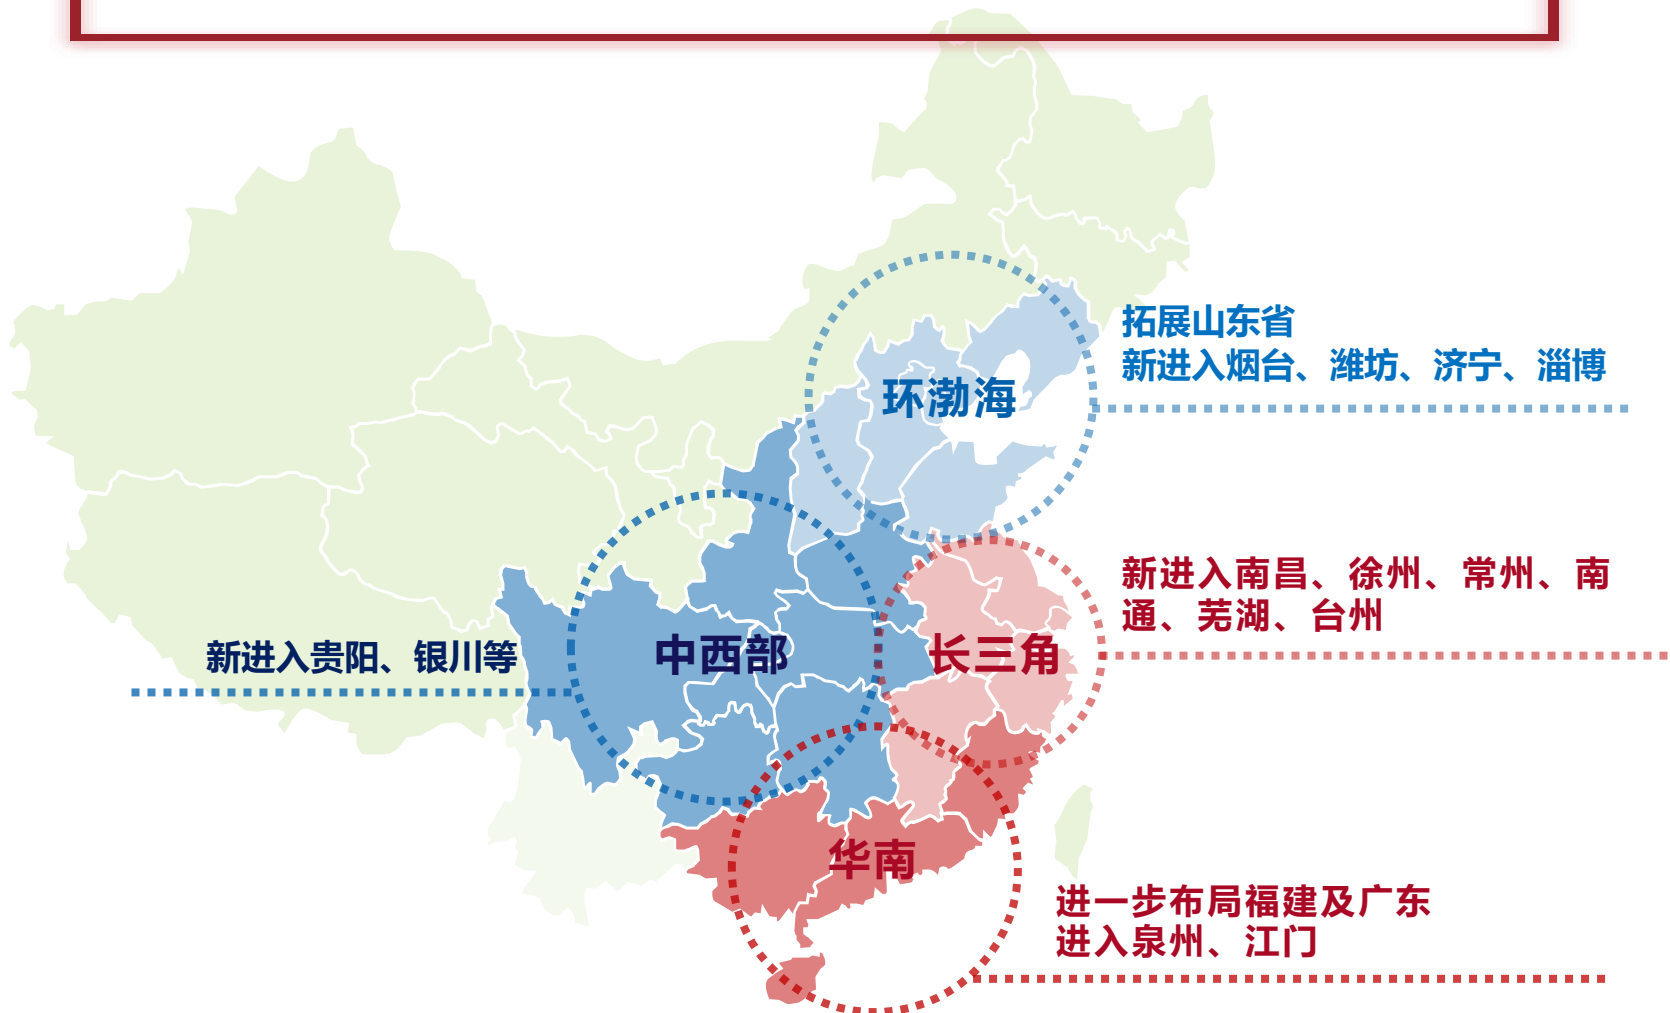 拓展山东省
新进入烟台、潍坊、济宁、淄博
环渤海
新进入南昌、徐州、常州、南
通、芜湖、台州
新进入贵阳、银川等
中西部
长三角
华南
进一步布局福建及广东
进入泉州、江门